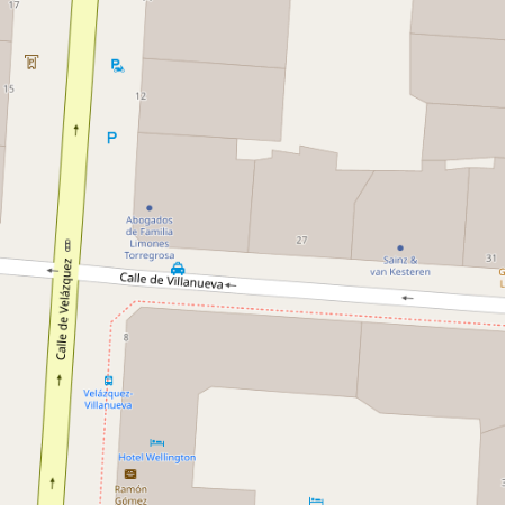 17
15
P
12
P
Abogados
de Familia
Limones
Torregrosa
27
Sainz &
van Kesteren
31
G
L
Calle de Villanueva
Calle de Velázquez
8
Velázquez-
Villanueva
Hotel Wellington
Ramón
Gómez